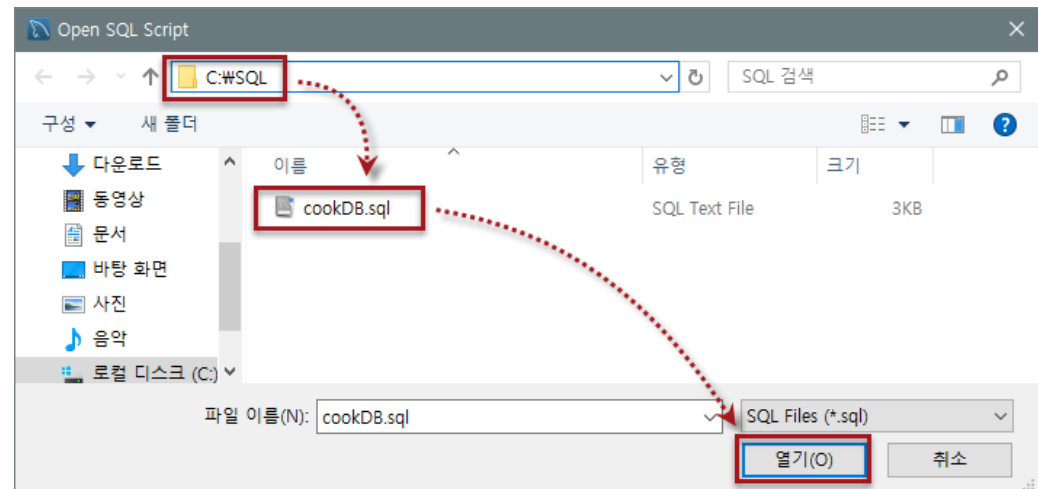 Open SQL Script
C:₩SQL
SQL 검색
구성
새 폴더
이름
유형
크기
다운로드
동영상
문서
바탕 화면
사진
음악
로컬 디스크 (C:)
cookDB.sql
SQL Text File
3KB
파일 이름(N):
cookDB.sql
SQL Files (*.sql)
열기(O)
취소